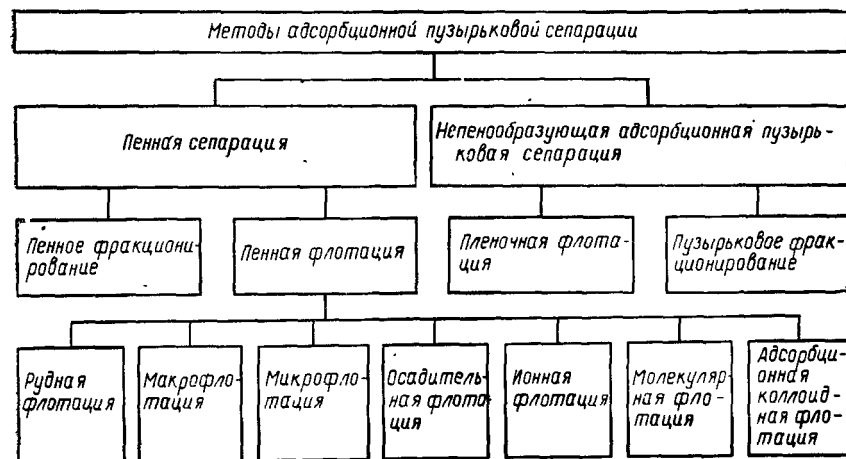 Методы адсорбционной пузырьковой сепарации
Пенная сепарация
Непенообразующая адсорбционная пузырь-
ковая сепарация
Пенное фракциони-
рование
Пенная флотация
Пленочная флота-
ция
Пузырьковое фрак-
ционирование
Рудная
флотация
Макрофло-
тация
Микрофло-
тация
Осадитель-
ная флота-
ция
Ионная
флотация
Молекуляр-
ная фло-
тация
Адсорбци-
онная
коллоид-
ная фло-
тация